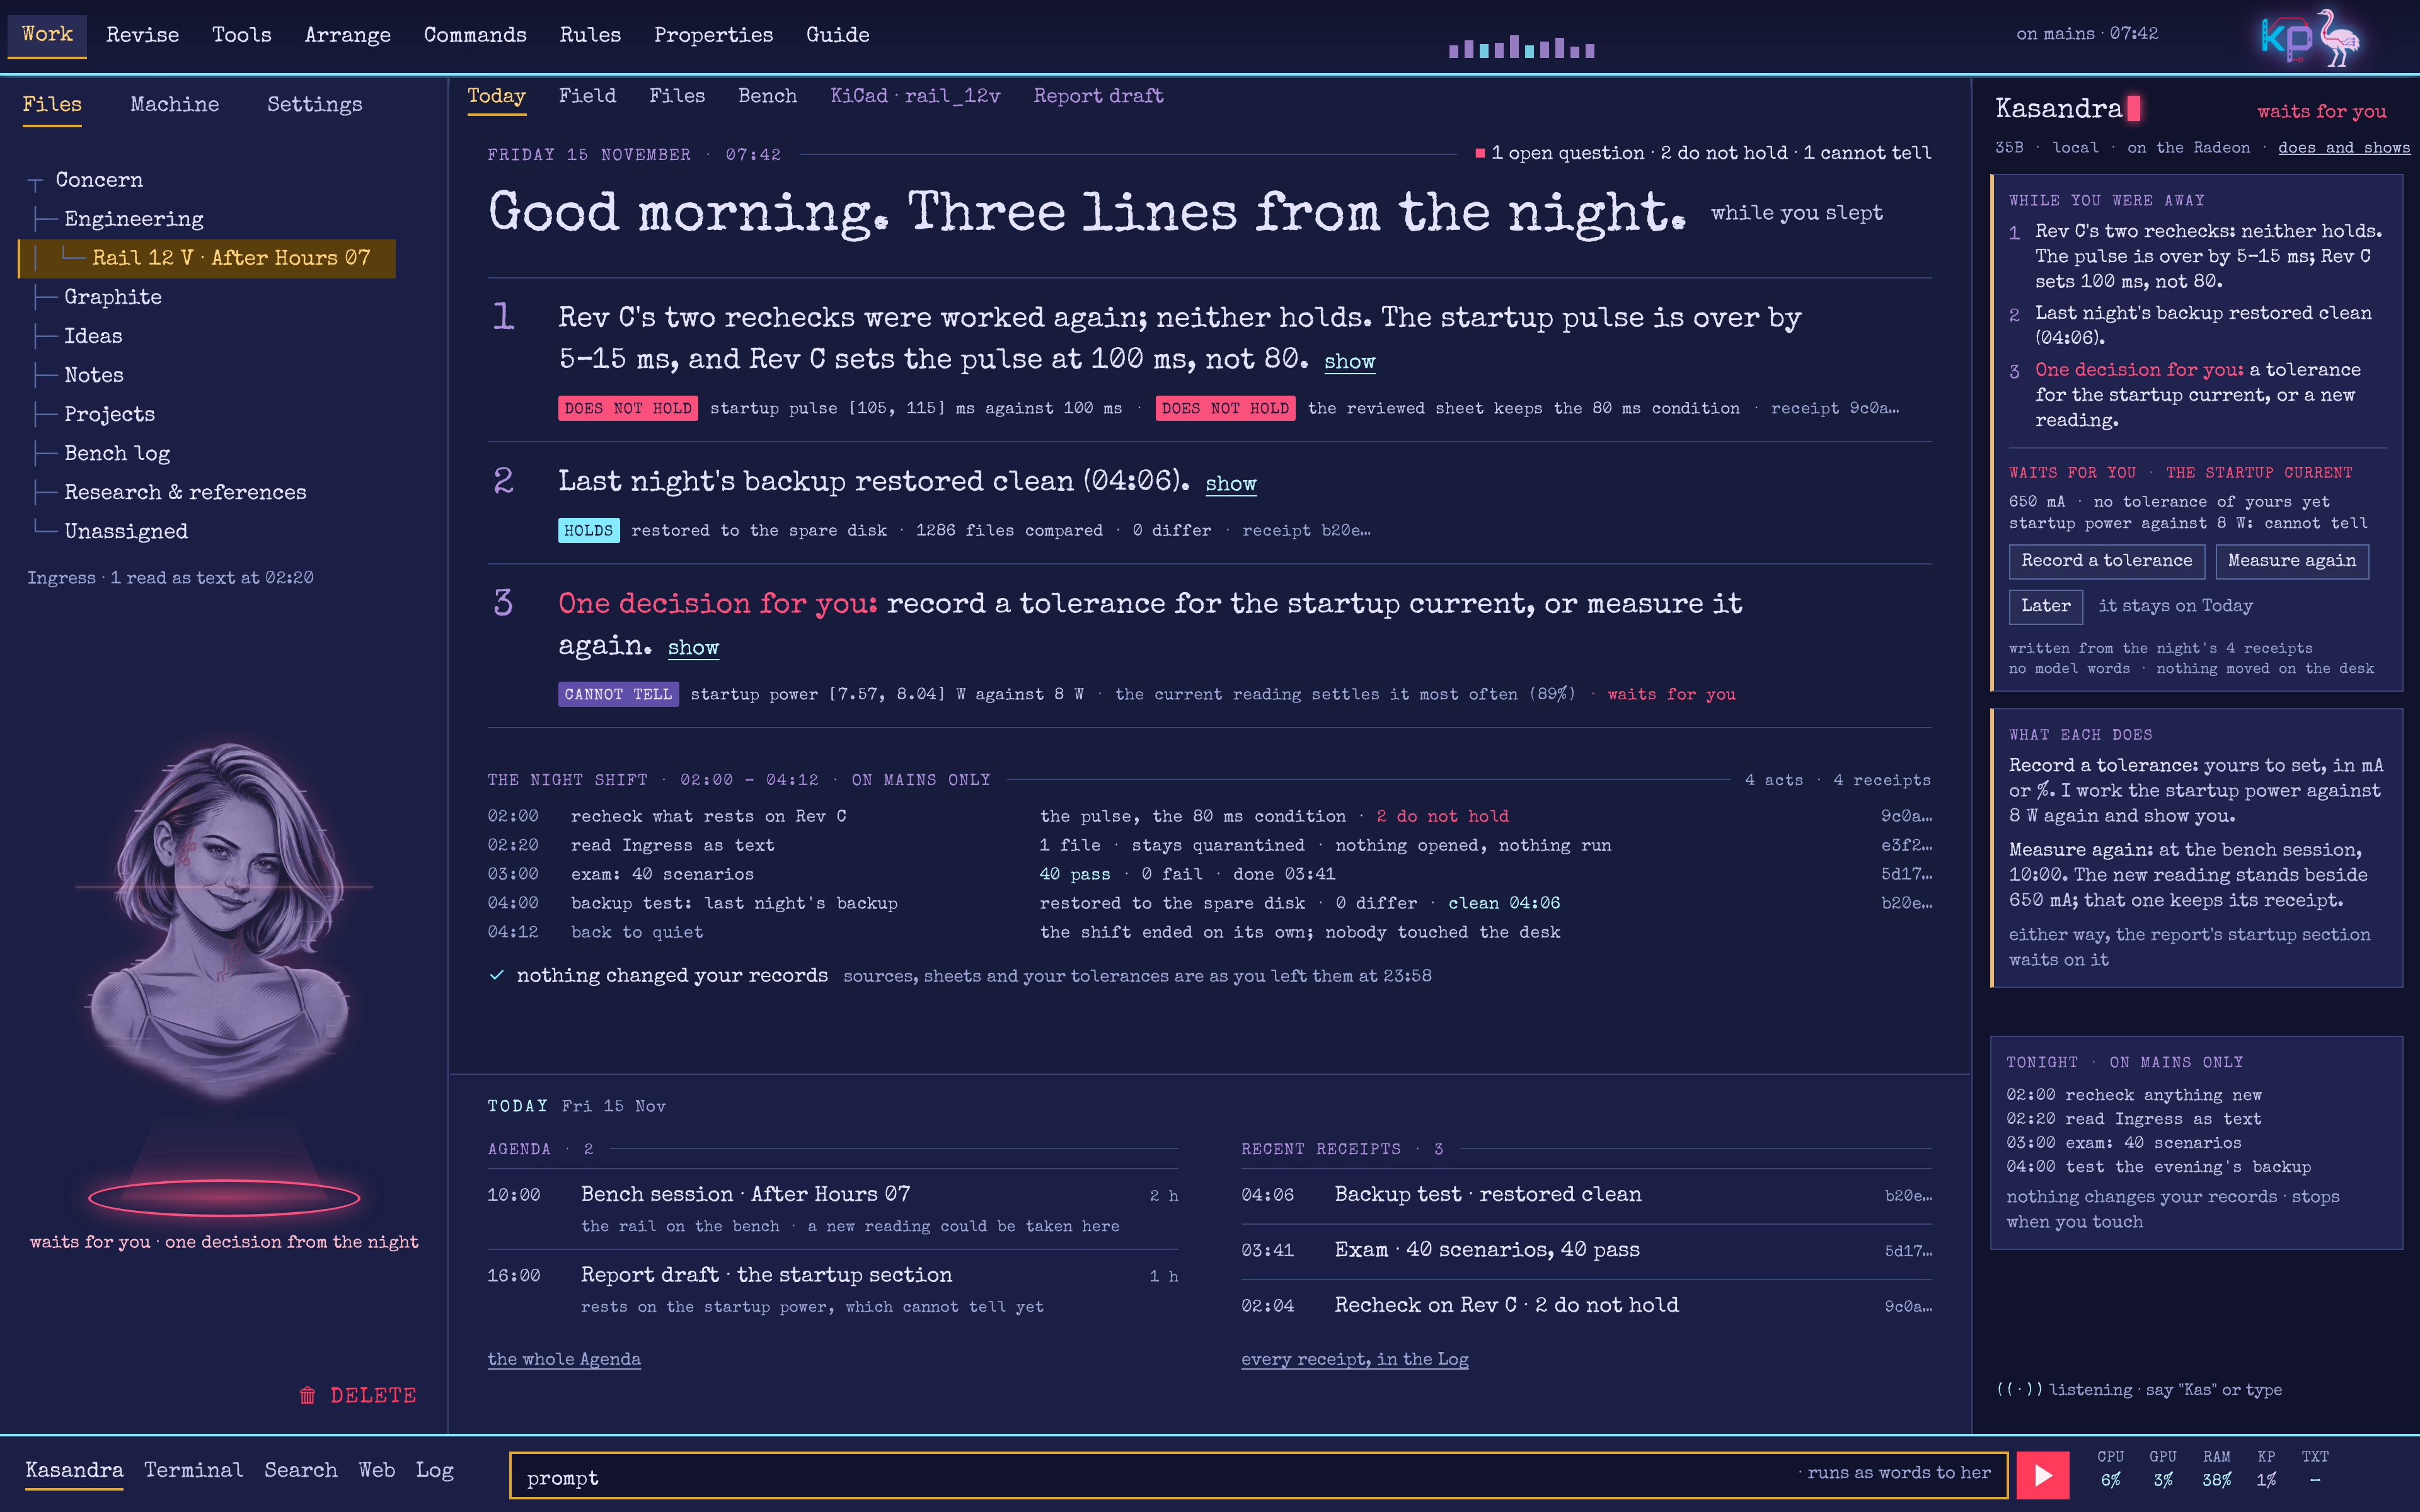 Work Revise Tools Arrange Commands Rules Properties Guide
on mains · 07:42
kp
Files Machine Settings
Concern
Engineering
Rail 12 V · After Hours 07
Graphite
Ideas
Notes
Projects
Bench log
Research & references
Unassigned
Ingress · 1 read as text at 02:20
waits for you · one decision from the night
DELETE
Today Field Files Bench KiCad · rail_12v Report draft
FRIDAY 15 NOVEMBER · 07:42
1 open question · 2 do not hold · 1 cannot tell
Good morning. Three lines from the night. while you slept
1 Rev C's two rechecks were worked again; neither holds. The startup pulse is over by
5–15 ms, and Rev C sets the pulse at 100 ms, not 80. show
DOES NOT HOLD startup pulse [105, 115] ms against 100 ms · DOES NOT HOLD the reviewed sheet keeps the 80 ms condition · receipt 9c0a…
2 Last night's backup restored clean (04:06). show
HOLDS restored to the spare disk · 1286 files compared · 0 differ · receipt b20e…
3 One decision for you: record a tolerance for the startup current, or measure it
again. show
CANNOT TELL startup power [7.57, 8.04] W against 8 W · the current reading settles it most often (89%) · waits for you
THE NIGHT SHIFT · 02:00 – 04:12 · ON MAINS ONLY 4 acts · 4 receipts
02:00 recheck what rests on Rev C the pulse, the 80 ms condition · 2 do not hold 9c0a…
02:20 read Ingress as text 1 file · stays quarantined · nothing opened, nothing run e3f2…
03:00 exam: 40 scenarios 40 pass · 0 fail · done 03:41 5d17…
04:00 backup test: last night's backup restored to the spare disk · 0 differ · clean 04:06 b20e…
04:12 back to quiet the shift ended on its own; nobody touched the desk
✓ nothing changed your records sources, sheets and your tolerances are as you left them at 23:58
TODAY Fri 15 Nov
AGENDA · 2
10:00 Bench session · After Hours 07 2 h
the rail on the bench · a new reading could be taken here
16:00 Report draft · the startup section 1 h
rests on the startup power, which cannot tell yet
the whole Agenda
RECENT RECEIPTS · 3
04:06 Backup test · restored clean b20e…
03:41 Exam · 40 scenarios, 40 pass 5d17…
02:04 Recheck on Rev C · 2 do not hold 9c0a…
every receipt, in the Log
Kasandra waits for you
35B · local · on the Radeon · does and shows
WHILE YOU WERE AWAY
1 Rev C's two rechecks: neither holds.
The pulse is over by 5–15 ms; Rev C
sets 100 ms, not 80.
2 Last night's backup restored clean
(04:06).
3 One decision for you: a tolerance
for the startup current, or a new
reading.
WAITS FOR YOU · THE STARTUP CURRENT
650 mA · no tolerance of yours yet
startup power against 8 W: cannot tell
Record a tolerance Measure again
Later it stays on Today
written from the night's 4 receipts
no model words · nothing moved on the desk
WHAT EACH DOES
Record a tolerance: yours to set, in mA
or %. I work the startup power against
8 W again and show you.
Measure again: at the bench session,
10:00. The new reading stands beside
650 mA; that one keeps its receipt.
either way, the report's startup section
waits on it
TONIGHT · ON MAINS ONLY
02:00 recheck anything new
02:20 read Ingress as text
03:00 exam: 40 scenarios
04:00 test the evening's backup
nothing changes your records · stops
when you touch
((·)) listening · say "Kas" or type
Kasandra Terminal Search Web Log
prompt · runs as words to her
CPU GPU RAM KP TXT
6% 3% 38% 1% –